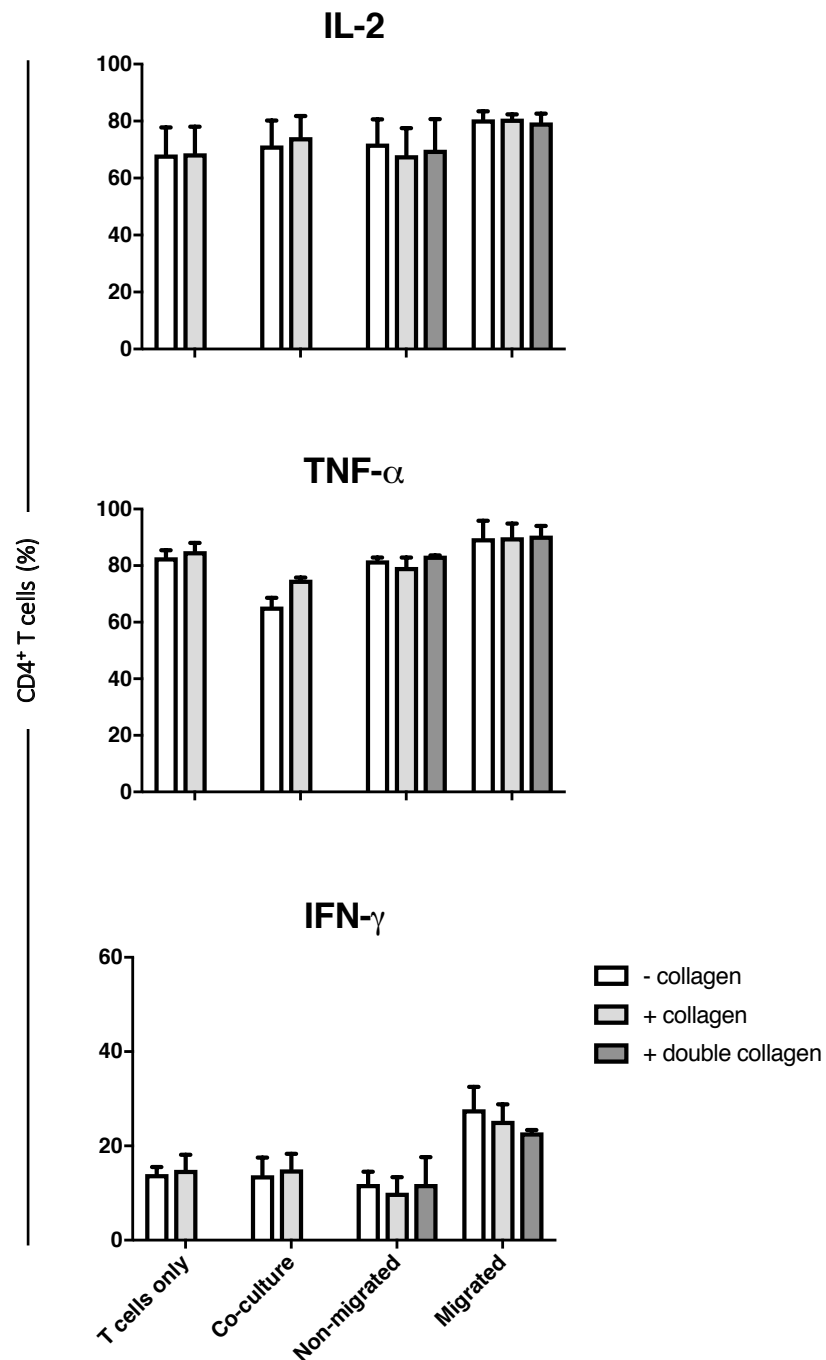 IL-2
100
80
60
40
20
0
TNF-α
100
80
60
40
20
0
CD4⁺ T cells (%)
IFN-γ
60
40
20
0
- collagen
+ collagen
+ double collagen
T cells only
Co-culture
Non-migrated
Migrated